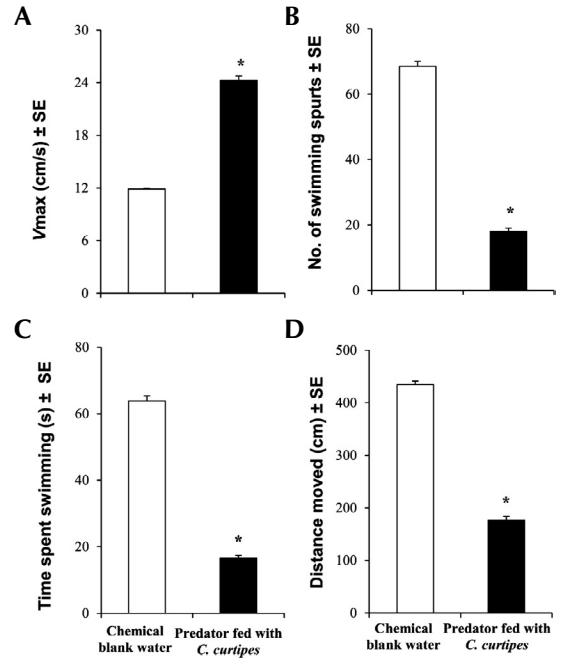 A
Vmax (cm/s) ± SE
30
24
18
12
6
0
*
B
No. of swimming spurts ± SE
80
60
40
20
0
*
C
Time spent swimming (s) ± SE
80
60
40
20
0
*
Chemical
blank water
Predator fed with
C. curtipes
D
Distance moved (cm) ± SE
500
400
300
200
100
0
*
Chemical
blank water
Predator fed with
C. curtipes